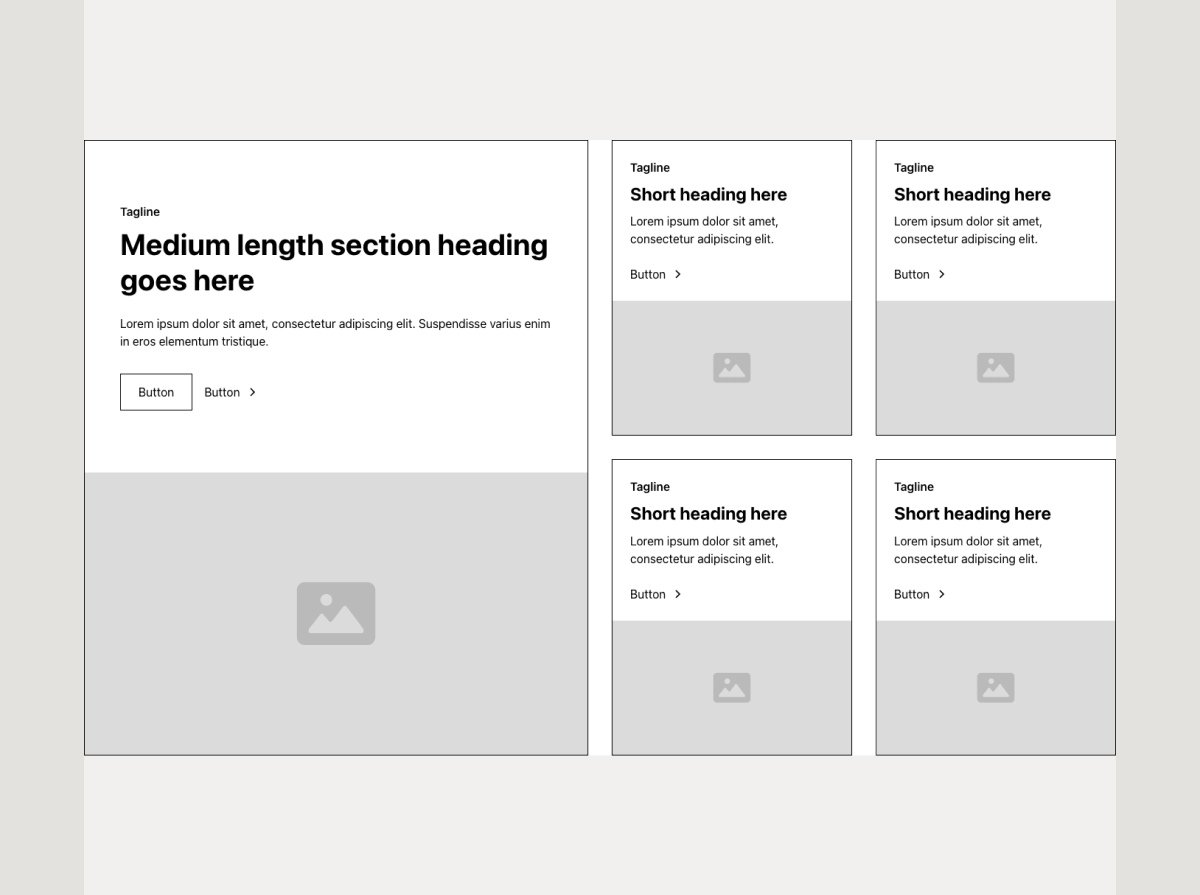 Tagline
Medium length section heading
goes here
Lorem ipsum dolor sit amet, consectetur adipiscing elit. Suspendisse varius enim
in eros elementum tristique.
Button
Button
Tagline
Short heading here
Lorem ipsum dolor sit amet,
consectetur adipiscing elit.
Button
Tagline
Short heading here
Lorem ipsum dolor sit amet,
consectetur adipiscing elit.
Button
Tagline
Short heading here
Lorem ipsum dolor sit amet,
consectetur adipiscing elit.
Button
Tagline
Short heading here
Lorem ipsum dolor sit amet,
consectetur adipiscing elit.
Button